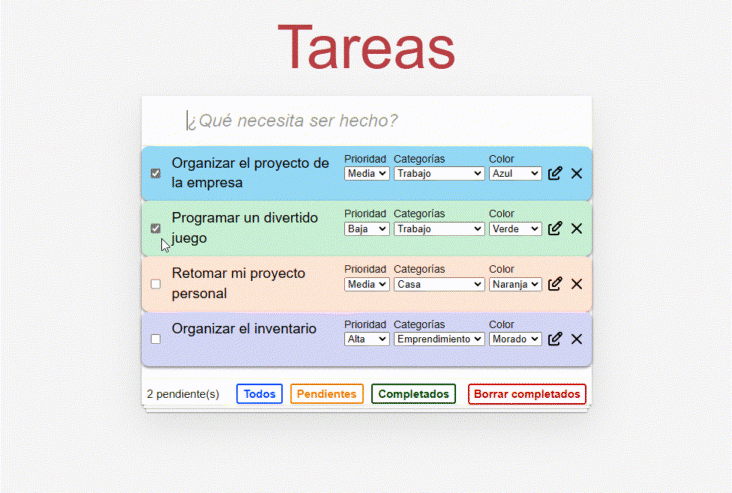 Tareas
¿Qué necesita ser hecho?
Prioridad Categorías Color
Organizar el proyecto de
la empresa
Media Trabajo Azul
Prioridad Categorías Color
Programar un divertido
juego
Baja Trabajo Verde
Prioridad Categorías Color
Retomar mi proyecto
personal
Media Casa Naranja
Prioridad Categorías Color
Organizar el inventario
Alta Emprendimiento Morado
2 pendiente(s) Todos Pendientes Completados Borrar completados